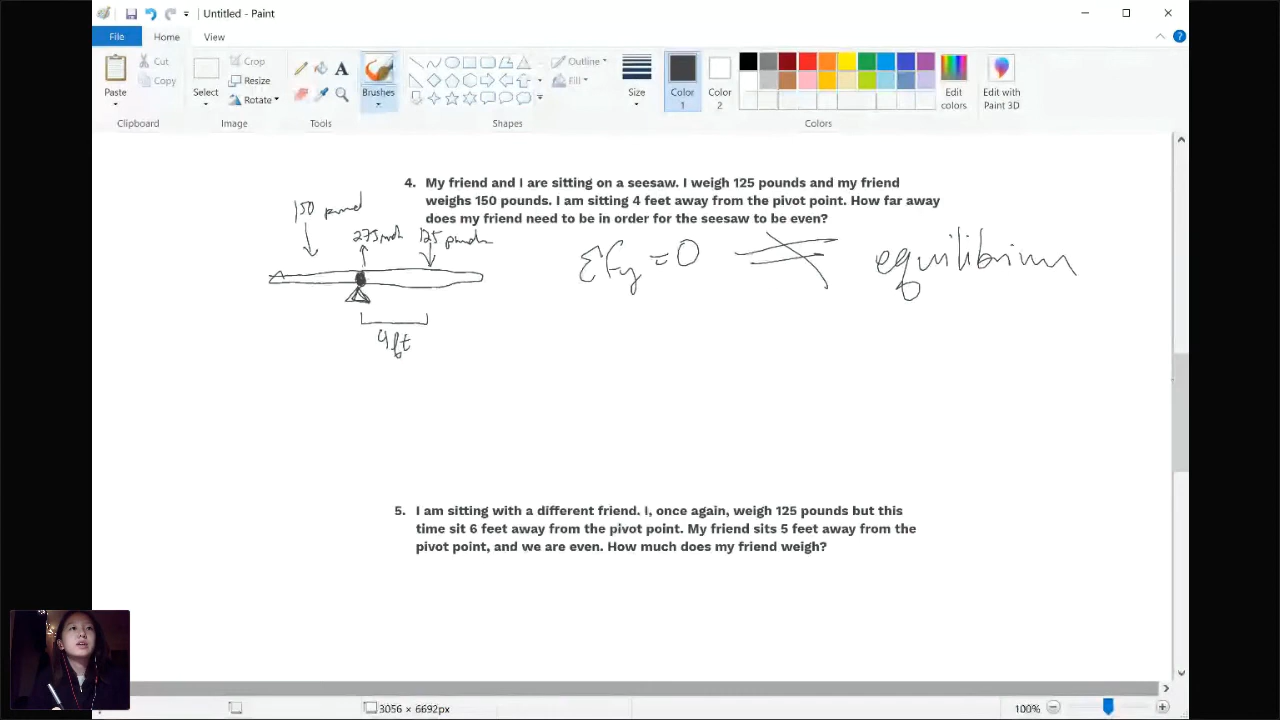 Untitled - Paint
File Home View
Paste
Cut
Copy
Clipboard
Select
Crop
Resize
Rotate
Image
Tools
Brushes
Shapes
Outline
Fill
Size
Color 1
Color 2
Colors
Edit colors
Edit with Paint 3D
4. My friend and I are sitting on a seesaw. I weigh 125 pounds and my friend
weighs 150 pounds. I am sitting 4 feet away from the pivot point. How far away
does my friend need to be in order for the seesaw to be even?
150 pound
275
125 pounds
4ft
ΣFy = 0
equilibrium
5. I am sitting with a different friend. I, once again, weigh 125 pounds but this
time sit 6 feet away from the pivot point. My friend sits 5 feet away from the
pivot point, and we are even. How much does my friend weigh?
3056 × 6692px
100%